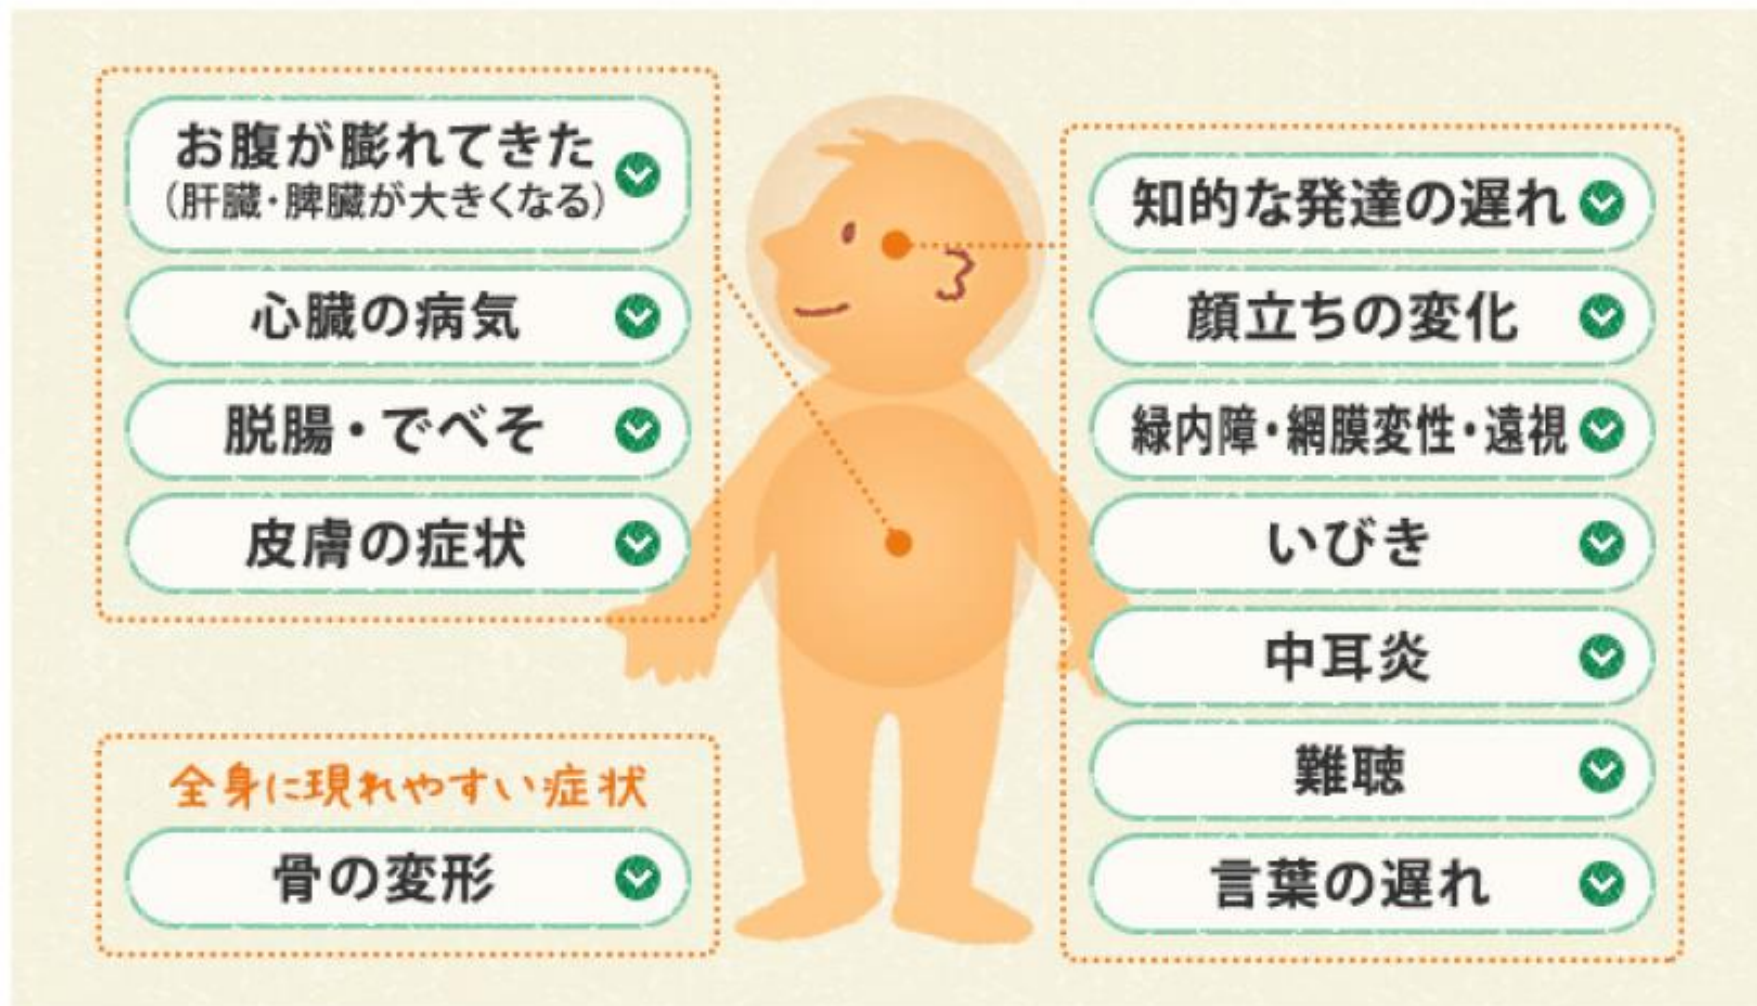 お腹が膨れてきた
(肝臓・脾臓が大きくなる)
心臓の病気
脱腸・でべそ
皮膚の症状
全身に現れやすい症状
骨の変形
知的な発達の遅れ
顔立ちの変化
緑内障・網膜変性・遠視
いびき
中耳炎
難聴
言葉の遅れ